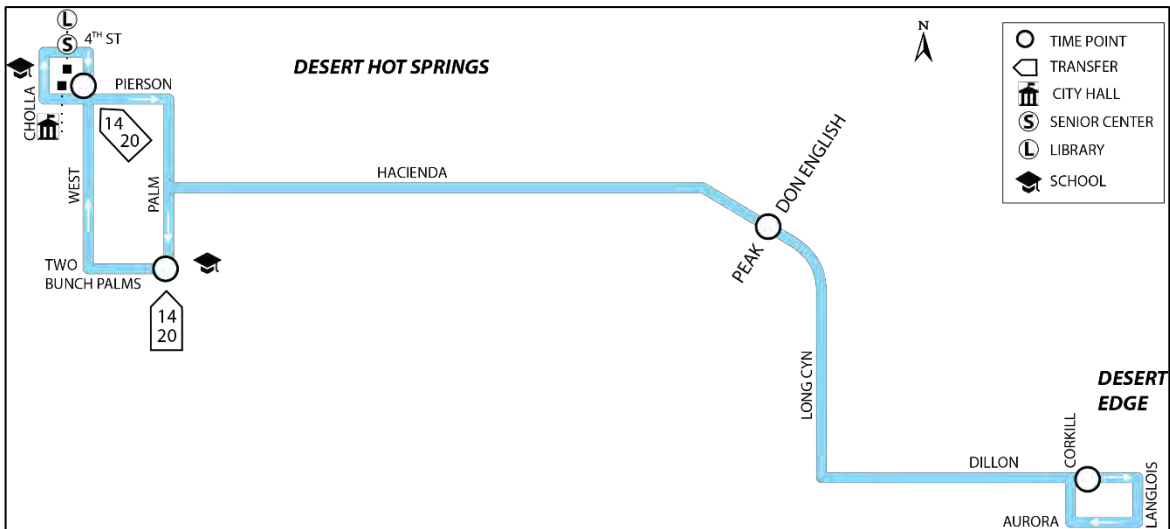 L
S
4TH ST
PIERSON
DESERT HOT SPRINGS
N
TIME POINT
TRANSFER
CITY HALL
S SENIOR CENTER
L LIBRARY
SCHOOL
CHOLLA
14
20
WEST
PALM
HACIENDA
DON ENGLISH
PEAK
TWO
BUNCH PALMS
14
20
LONG CYN
DESERT
EDGE
DILLON
CORKILL
LANGLOIS
AURORA